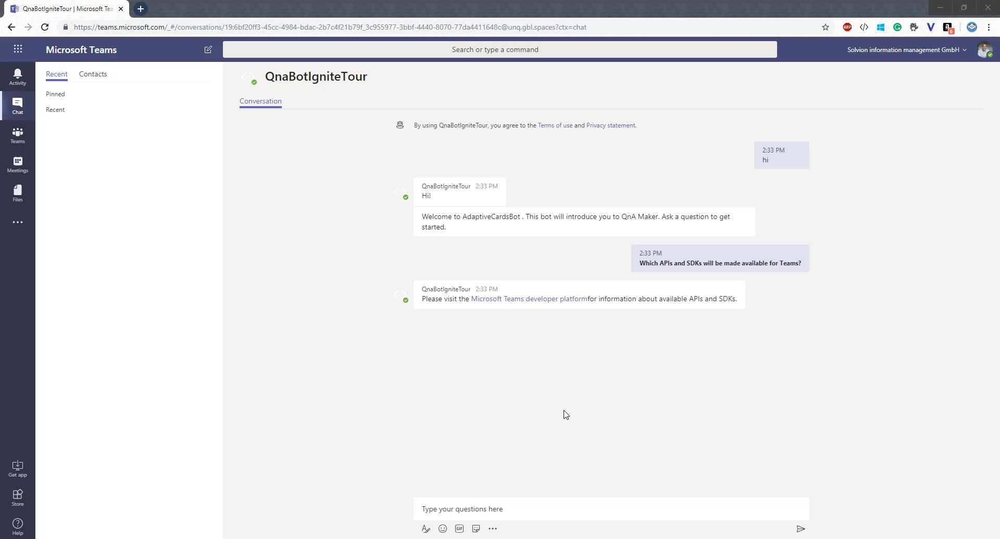 QnaBotIgniteTour | Microsoft Tea
https://teams.microsoft.com/_#/conversations/19:6bf20ff3-45cc-4984-bdac-2b7c4f21b79f_3c955977-3bbf-4440-8070-77da4411648c@unq.gbl.spaces?ctx=chat
ABP
a
6
Microsoft Teams
Search or type a command
Solvion information management GmbH
Activity
Chat
Teams
Meetings
Files
Get app
Store
Help
Recent Contacts
Pinned
Recent
QnaBotIgniteTour
Conversation
By using QnaBotIgniteTour, you agree to the Terms of use and Privacy statement.
2:33 PM
hi
QnaBotIgniteTour 2:33 PM
Hi!
Welcome to AdaptiveCardsBot . This bot will introduce you to QnA Maker. Ask a question to get
started.
2:33 PM
Which APIs and SDKs will be made available for Teams?
QnaBotIgniteTour 2:33 PM
Please visit the Microsoft Teams developer platformfor information about available APIs and SDKs.
Type your questions here
GIF